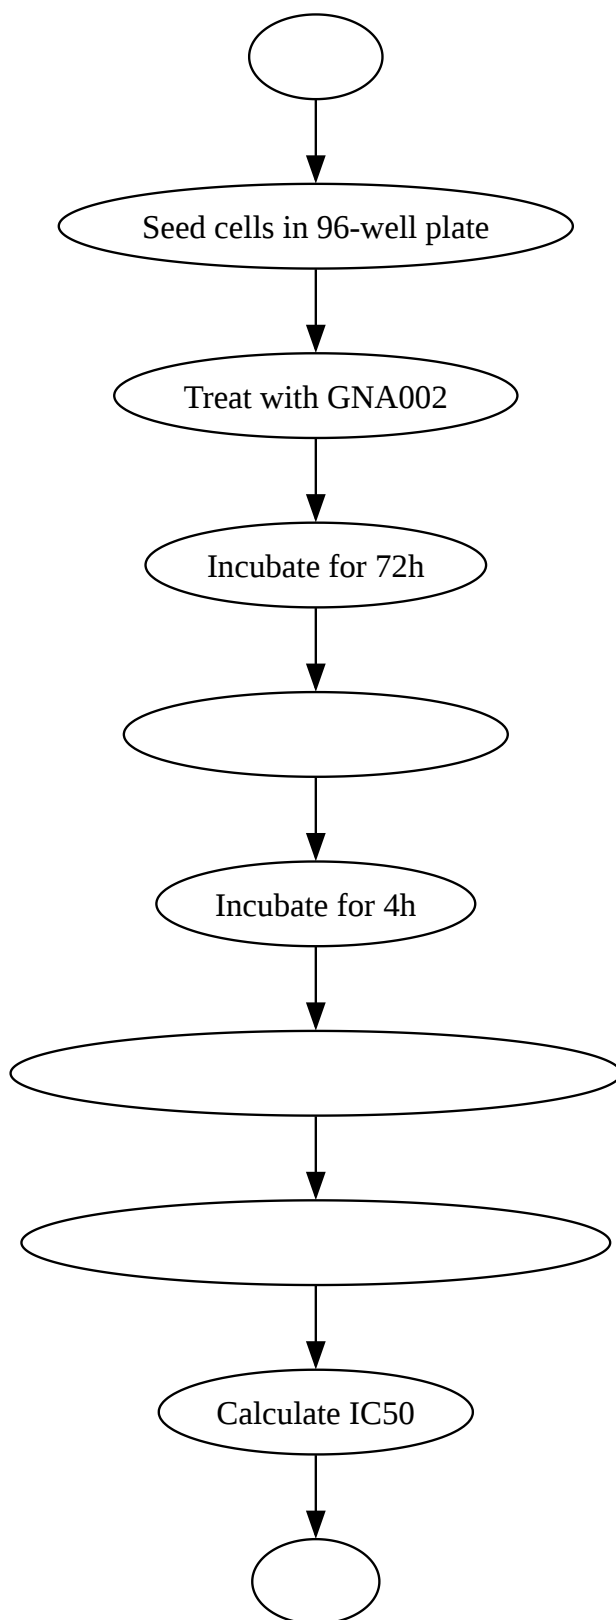 Seed cells in 96-well plate
Treat with GNA002
Incubate for 72h
Incubate for 4h
Calculate IC50